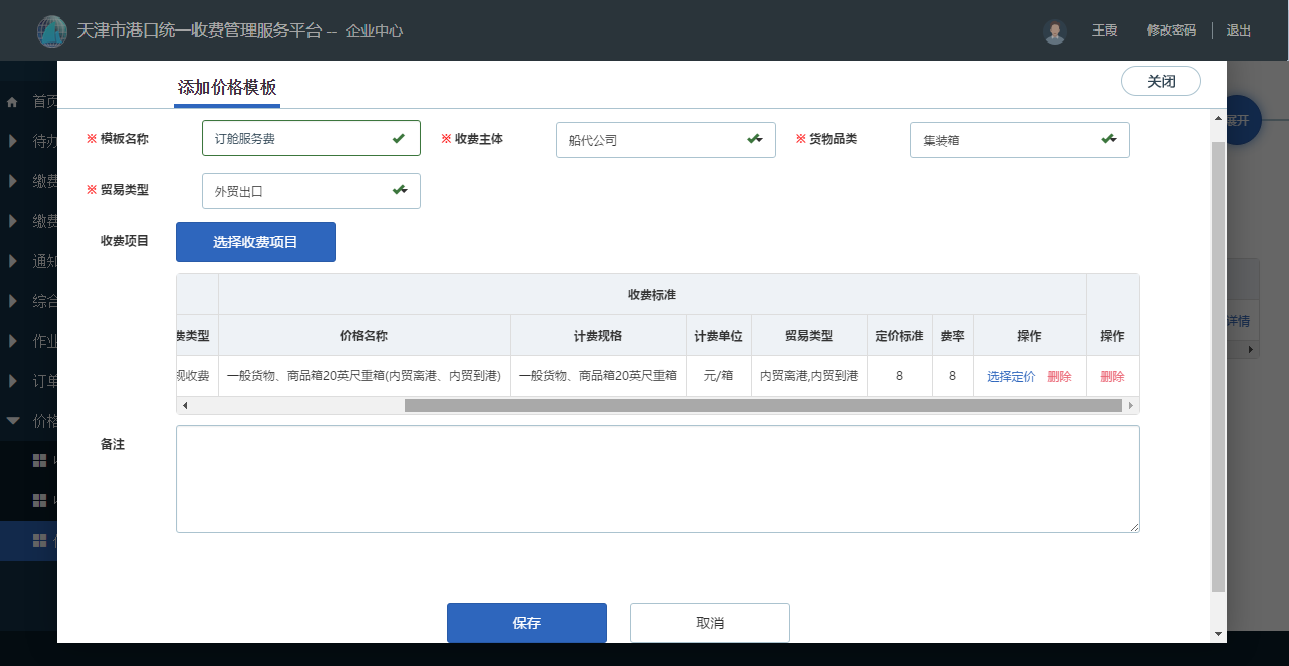 天津市港口统一收费管理服务平台 -- 企业中心
王霞 修改密码 退出
添加价格模板
关闭
首页
展开
※ 模板名称 订舱服务费 ※ 收费主体 船代公司 ※ 货物品类 集装箱
待办
缴费
※ 贸易类型 外贸出口
缴费
收费项目 选择收费项目
通知
综合
收费标准
详情
作业
费类型 价格名称 计费规格 计费单位 贸易类型 定价标准 费率 操作 操作
订单
规收费 一般货物、商品箱20英尺重箱(内贸离港、内贸到港) 一般货物、商品箱20英尺重箱 元/箱 内贸离港,内贸到港 8 8 选择定价 删除 删除
价格
备注
保存 取消